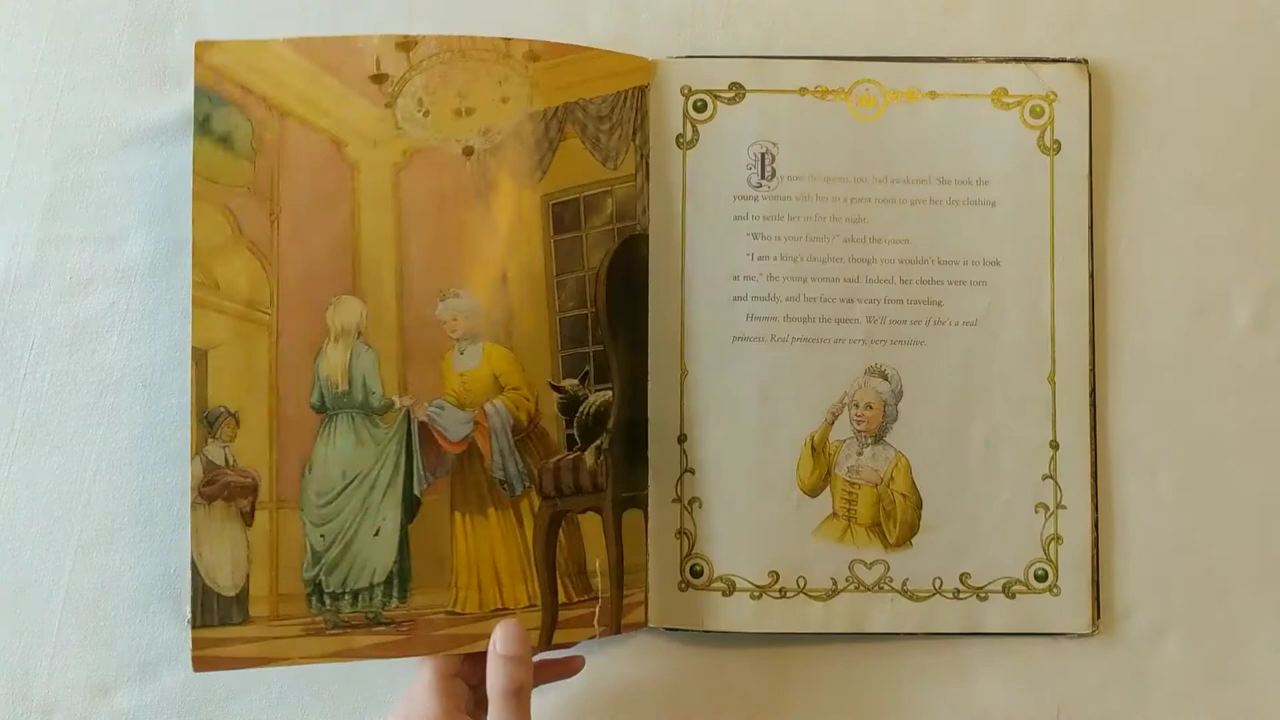 By now the queen, too, had awakened. She took the
young woman with her to a guest room to give her dry clothing
and to settle her in for the night.
"Who is your family?" asked the queen.
"I am a king's daughter, though you wouldn't know it to look
at me," the young woman said. Indeed, her clothes were torn
and muddy, and her face was weary from traveling.
Hmmm, thought the queen. We'll soon see if she's a real
princess. Real princesses are very, very sensitive.